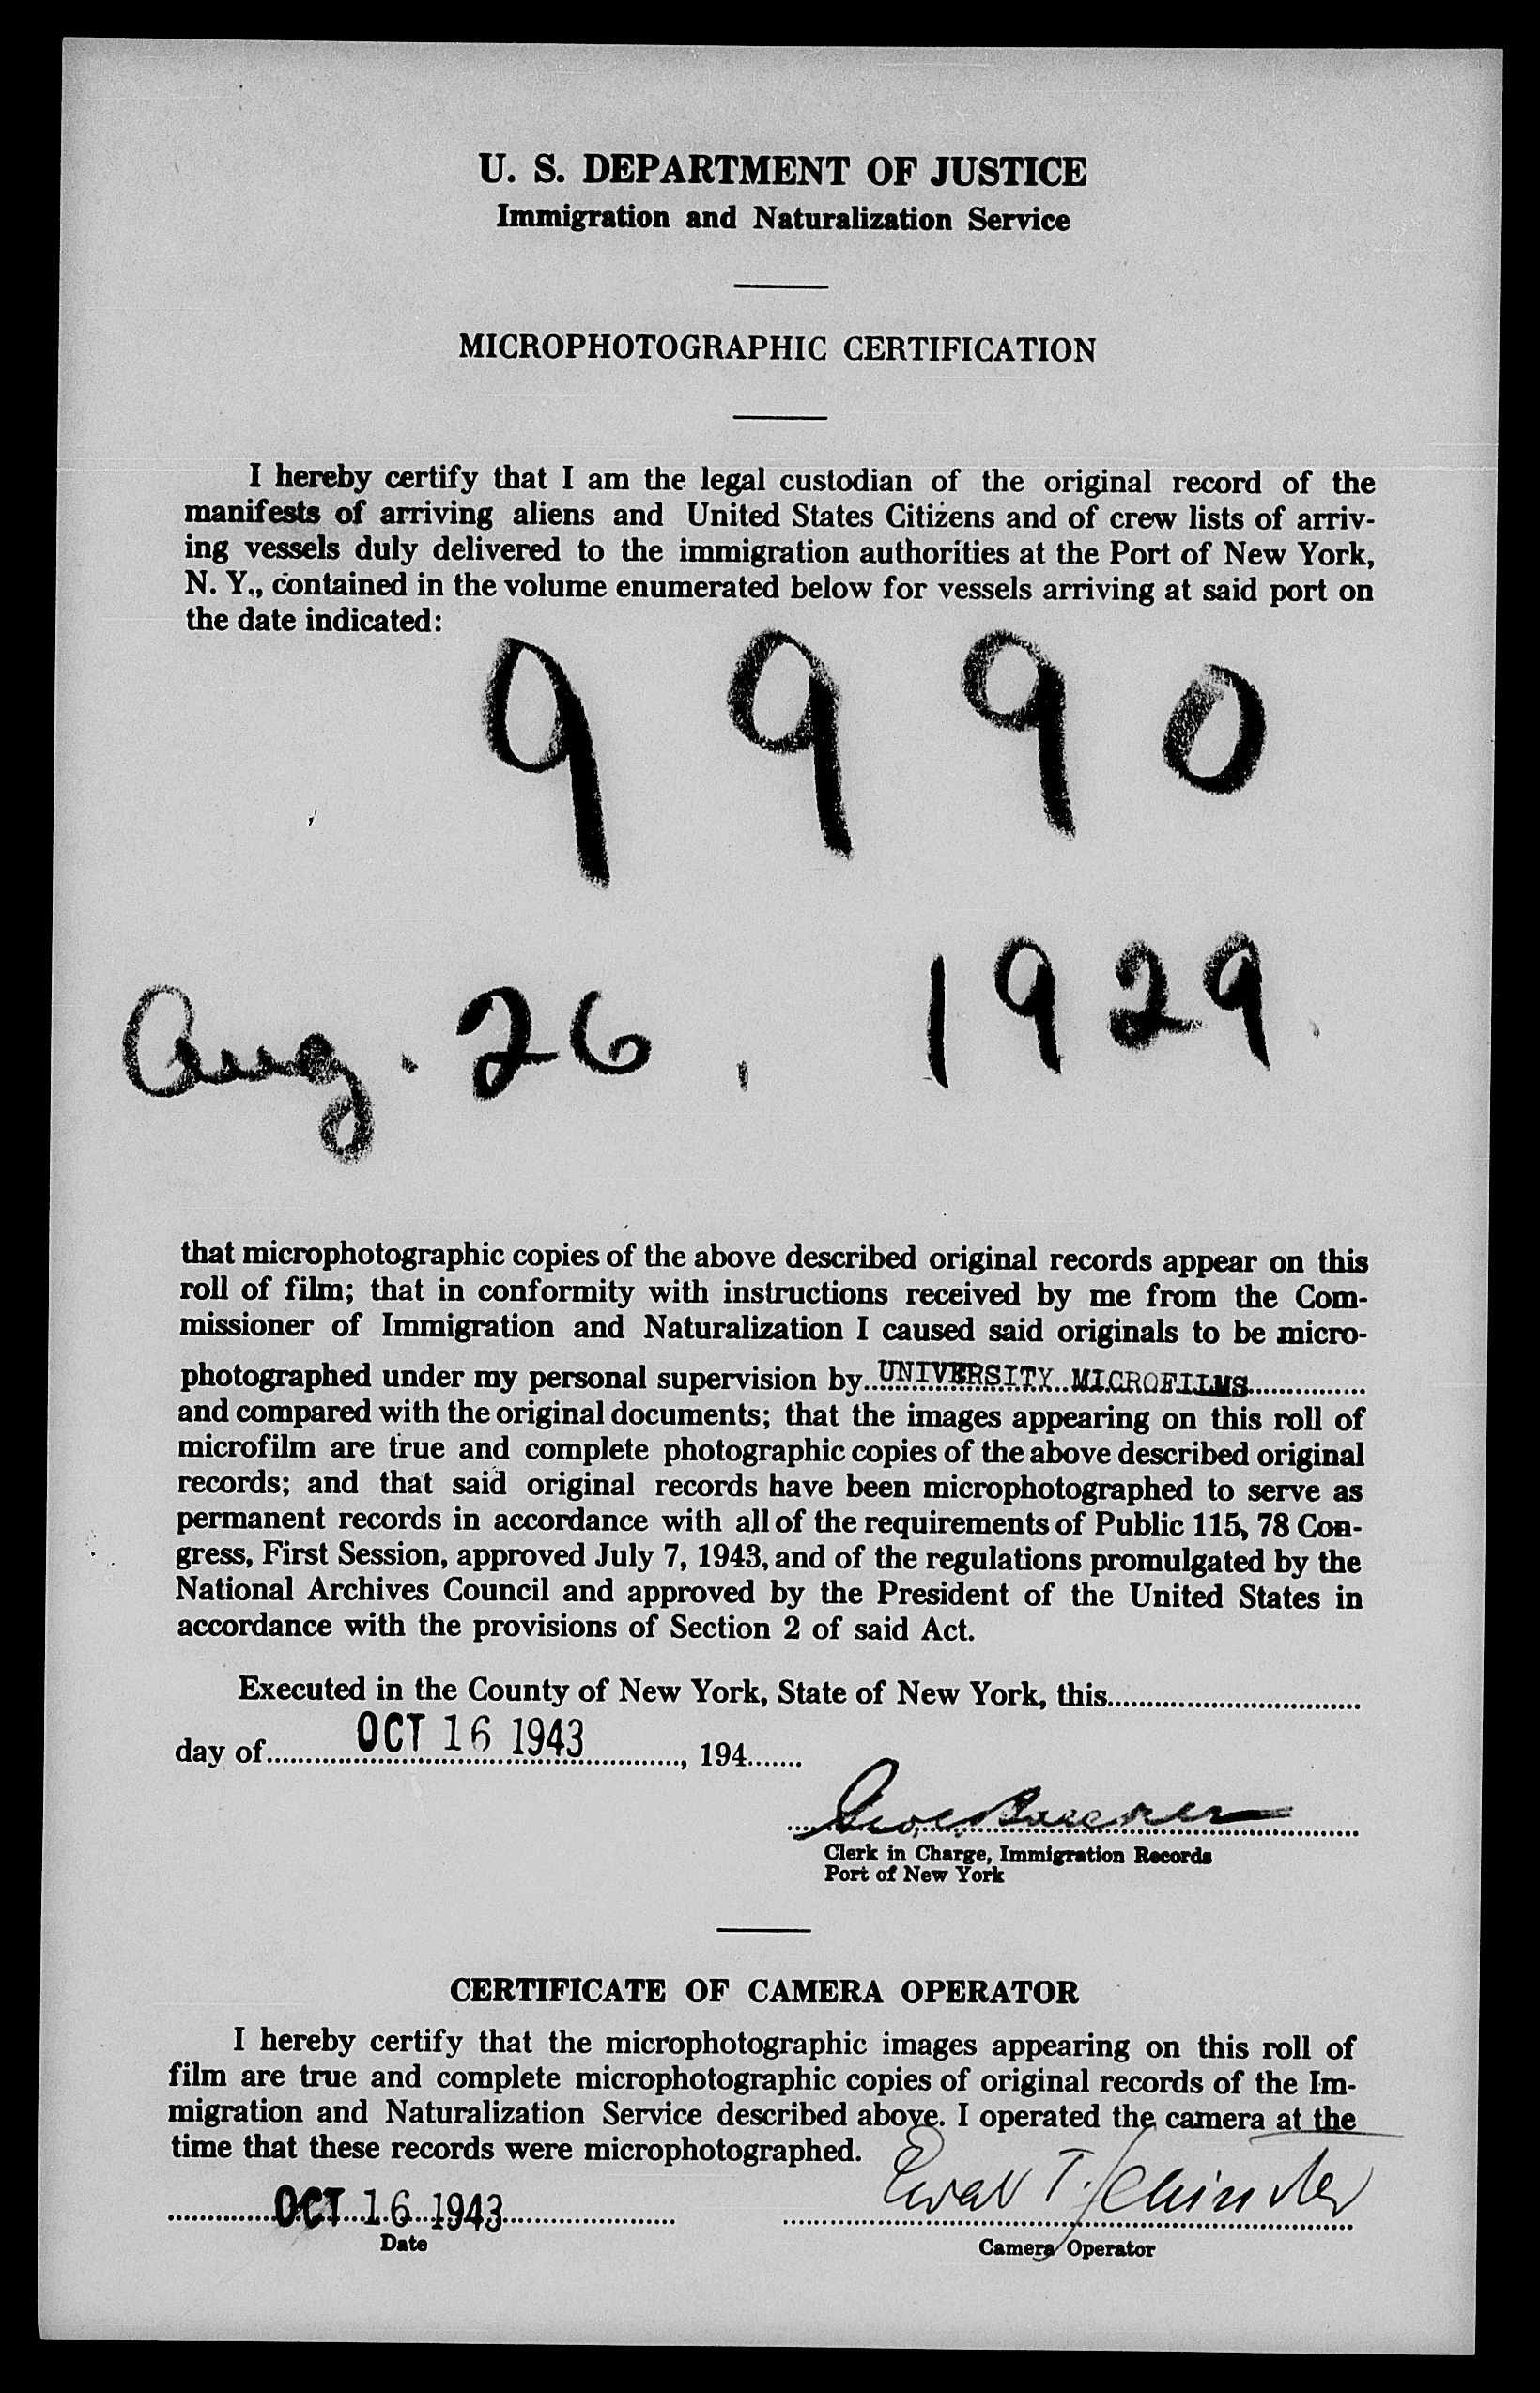 U. S. DEPARTMENT OF JUSTICE
Immigration and Naturalization Service
MICROPHOTOGRAPHIC CERTIFICATION
I hereby certify that I am the legal custodian of the original record of the
manifests of arriving aliens and United States Citizens and of crew lists of arriv-
ing vessels duly delivered to the immigration authorities at the Port of New York,
N. Y., contained in the volume enumerated below for vessels arriving at said port on
the date indicated:
9990
Aug. 26, 1929.
that microphotographic copies of the above described original records appear on this
roll of film; that in conformity with instructions received by me from the Com-
missioner of Immigration and Naturalization I caused said originals to be micro-
photographed under my personal supervision by UNIVERSITY MICROFILMS
and compared with the original documents; that the images appearing on this roll of
microfilm are true and complete photographic copies of the above described original
records; and that said original records have been microphotographed to serve as
permanent records in accordance with all of the requirements of Public 115, 78 Con-
gress, First Session, approved July 7, 1943, and of the regulations promulgated by the
National Archives Council and approved by the President of the United States in
accordance with the provisions of Section 2 of said Act.
Executed in the County of New York, State of New York, this
day of OCT 16 1943, 194
Clerk in Charge, Immigration Records
Port of New York
CERTIFICATE OF CAMERA OPERATOR
I hereby certify that the microphotographic images appearing on this roll of
film are true and complete microphotographic copies of original records of the Im-
migration and Naturalization Service described above. I operated the camera at the
time that these records were microphotographed.
OCT 16 1943
Date
Camera Operator